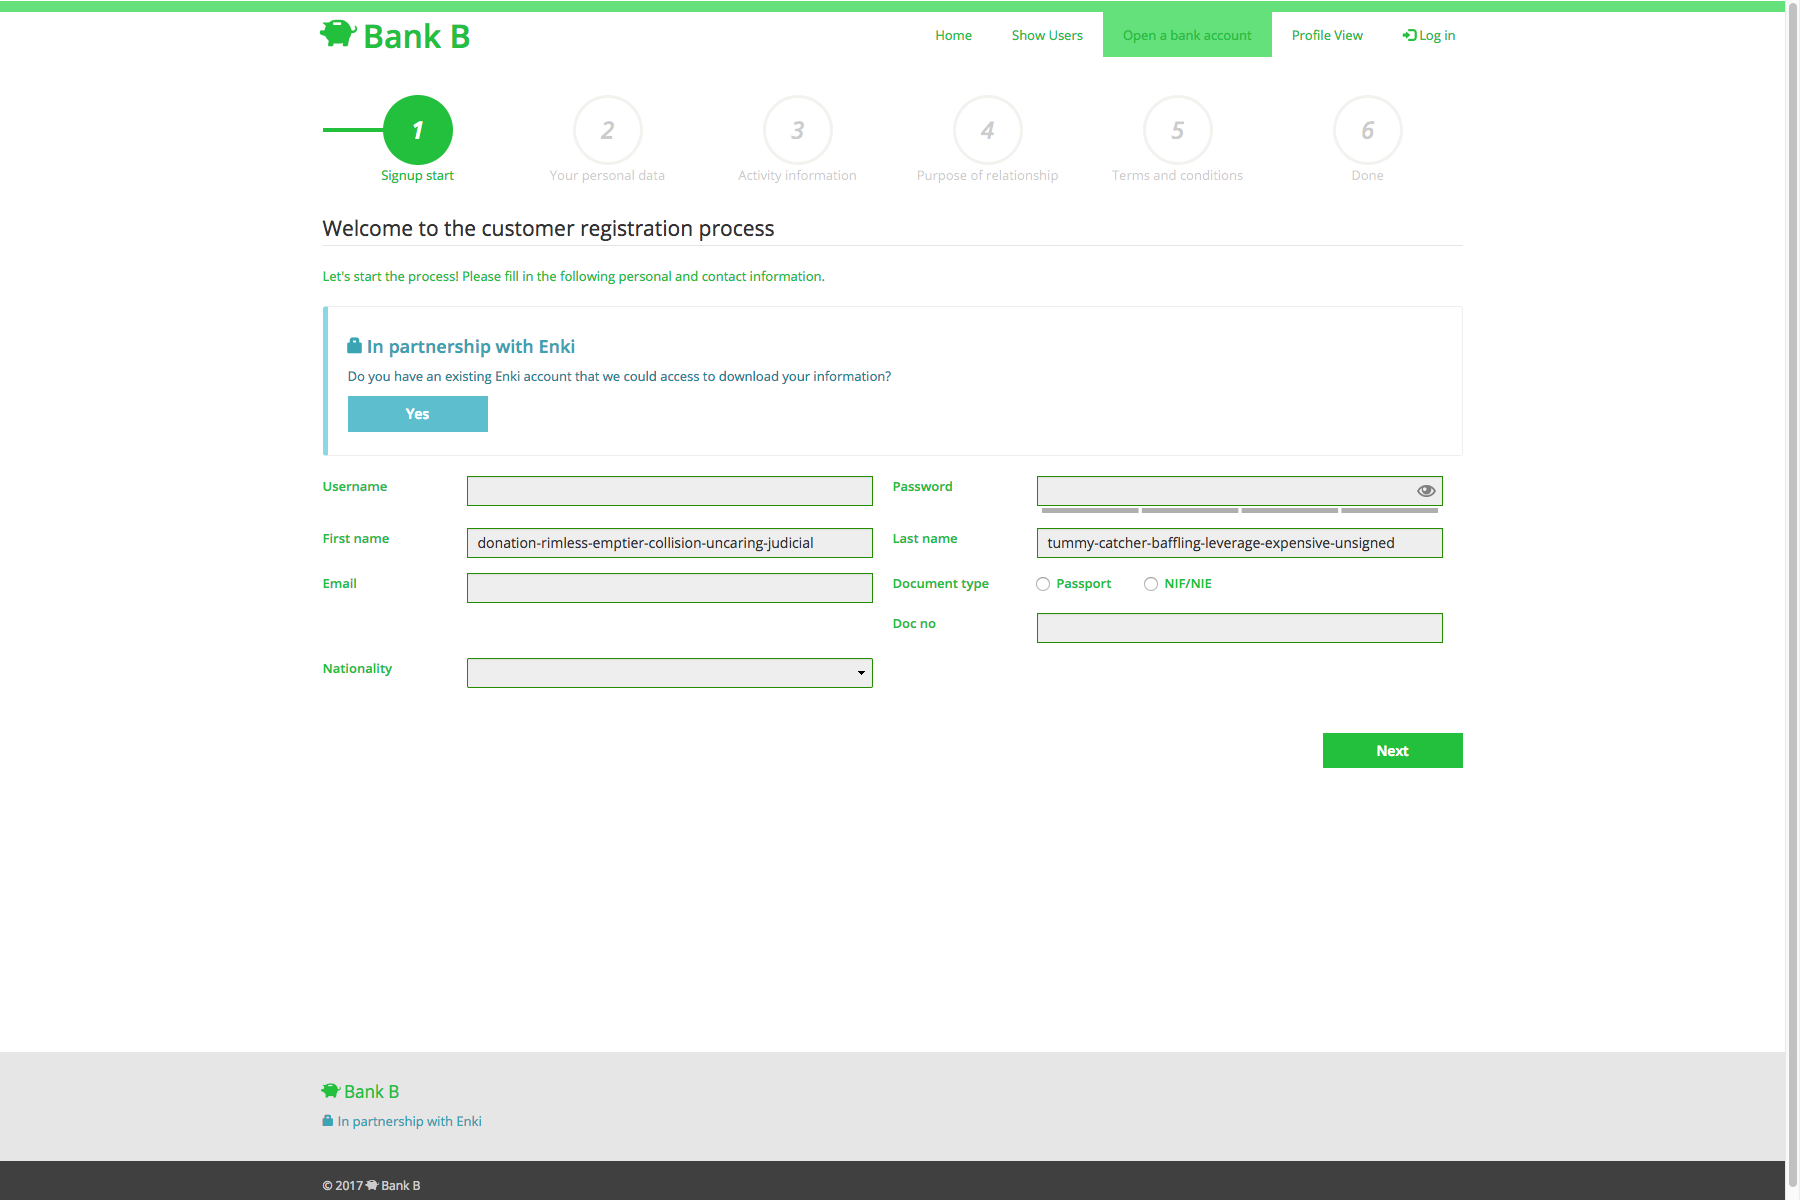 Bank B
Home Show Users Open a bank account Profile View Log in
1 2 3 4 5 6
Signup start Your personal data Activity information Purpose of relationship Terms and conditions Done
Welcome to the customer registration process
Let's start the process! Please fill in the following personal and contact information.
In partnership with Enki
Do you have an existing Enki account that we could access to download your information?
Yes
Username Password
First name donation-rimless-emptier-collision-uncaring-judicial Last name tummy-catcher-baffling-leverage-expensive-unsigned
Email Document type Passport NIF/NIE
Doc no
Nationality
Next
Bank B
In partnership with Enki
© 2017 Bank B